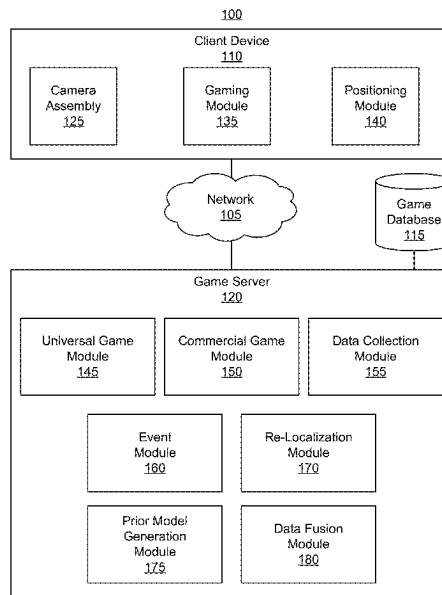 100
Client Device
110
Camera
Assembly
125
Gaming
Module
135
Positioning
Module
140
Network
105
Game
Database
115
Game Server
120
Universal Game
Module
145
Commercial Game
Module
150
Data Collection
Module
155
Event
Module
160
Re-Localization
Module
170
Prior Model
Generation
Module
175
Data Fusion
Module
180